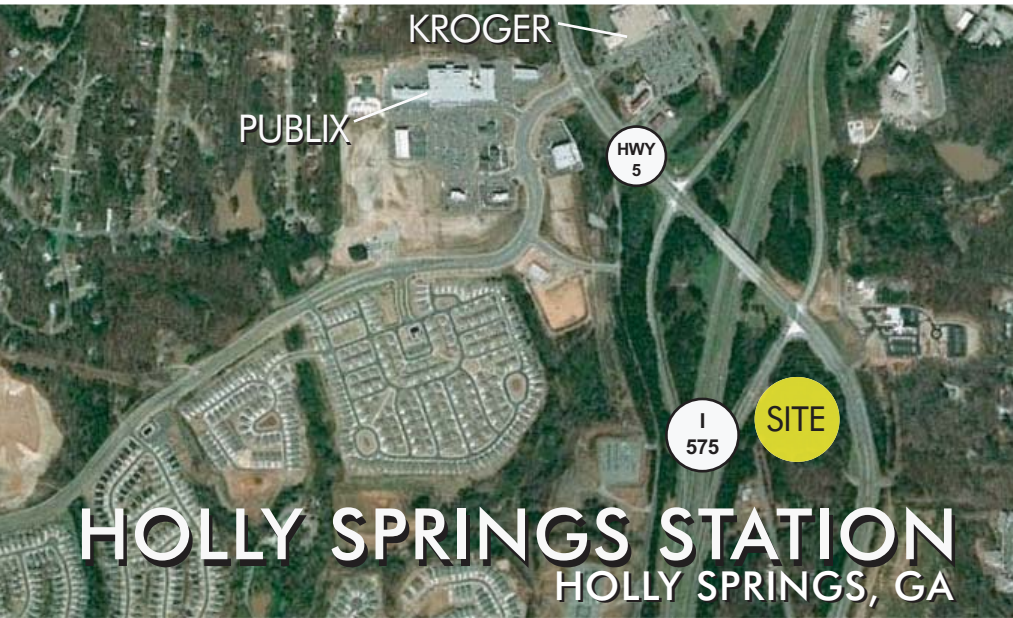 KROGER
PUBLIX
HWY
5
I
575
SITE
HOLLY SPRINGS STATION
HOLLY SPRINGS, GA